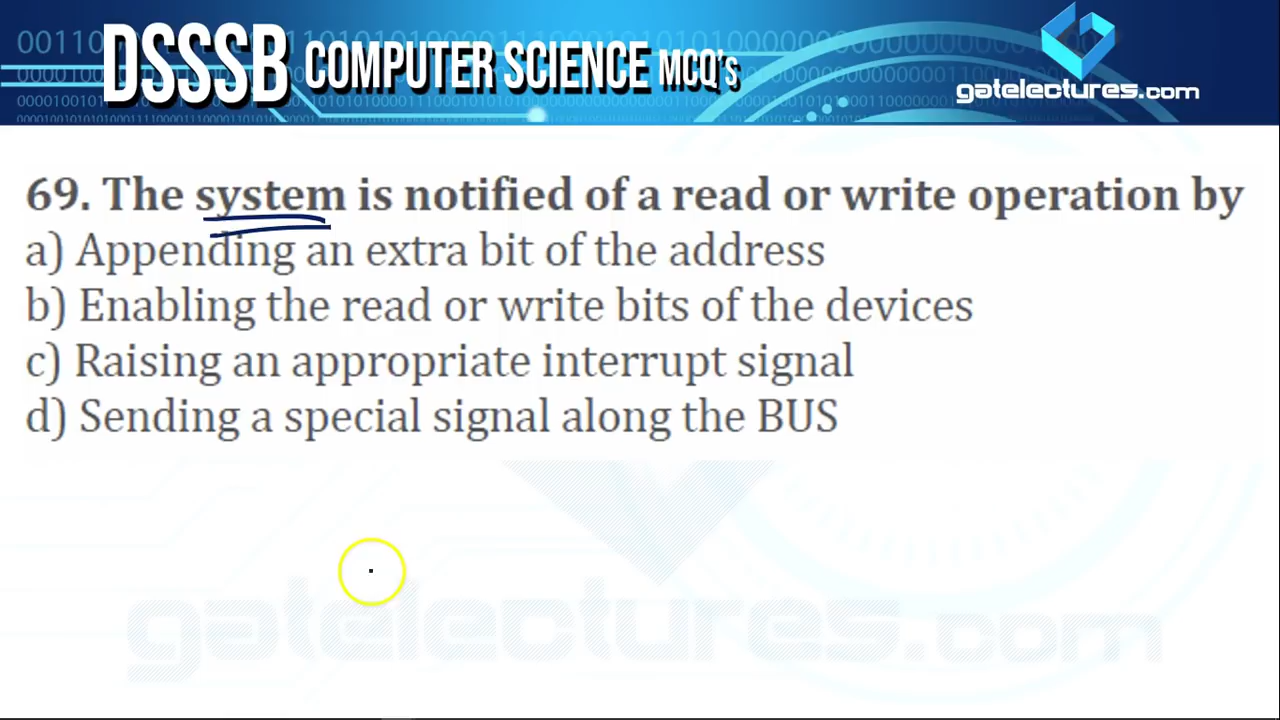 DSSSB COMPUTER SCIENCE MCQ's
gatelectures.com
69. The system is notified of a read or write operation by
a) Appending an extra bit of the address
b) Enabling the read or write bits of the devices
c) Raising an appropriate interrupt signal
d) Sending a special signal along the BUS
gatelectures.com